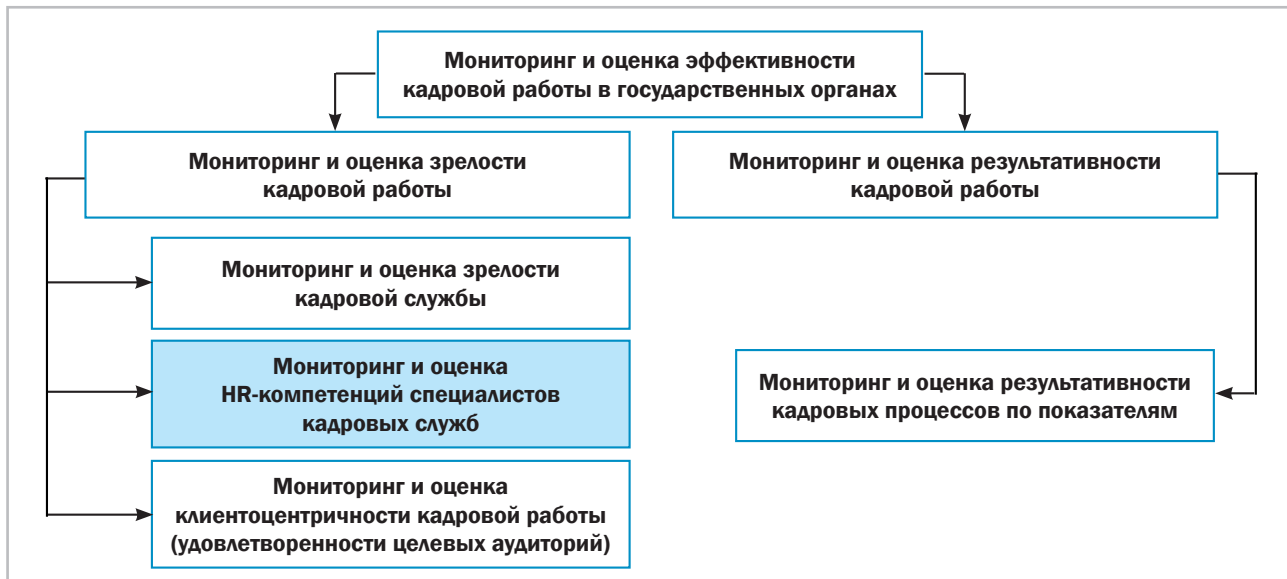 Мониторинг и оценка эффективности
кадровой работы в государственных органах
Мониторинг и оценка зрелости
кадровой работы
Мониторинг и оценка результативности
кадровой работы
Мониторинг и оценка зрелости
кадровой службы
Мониторинг и оценка
HR-компетенций специалистов
кадровых служб
Мониторинг и оценка результативности
кадровых процессов по показателям
Мониторинг и оценка
клиентоцентричности кадровой работы
(удовлетворенности целевых аудиторий)